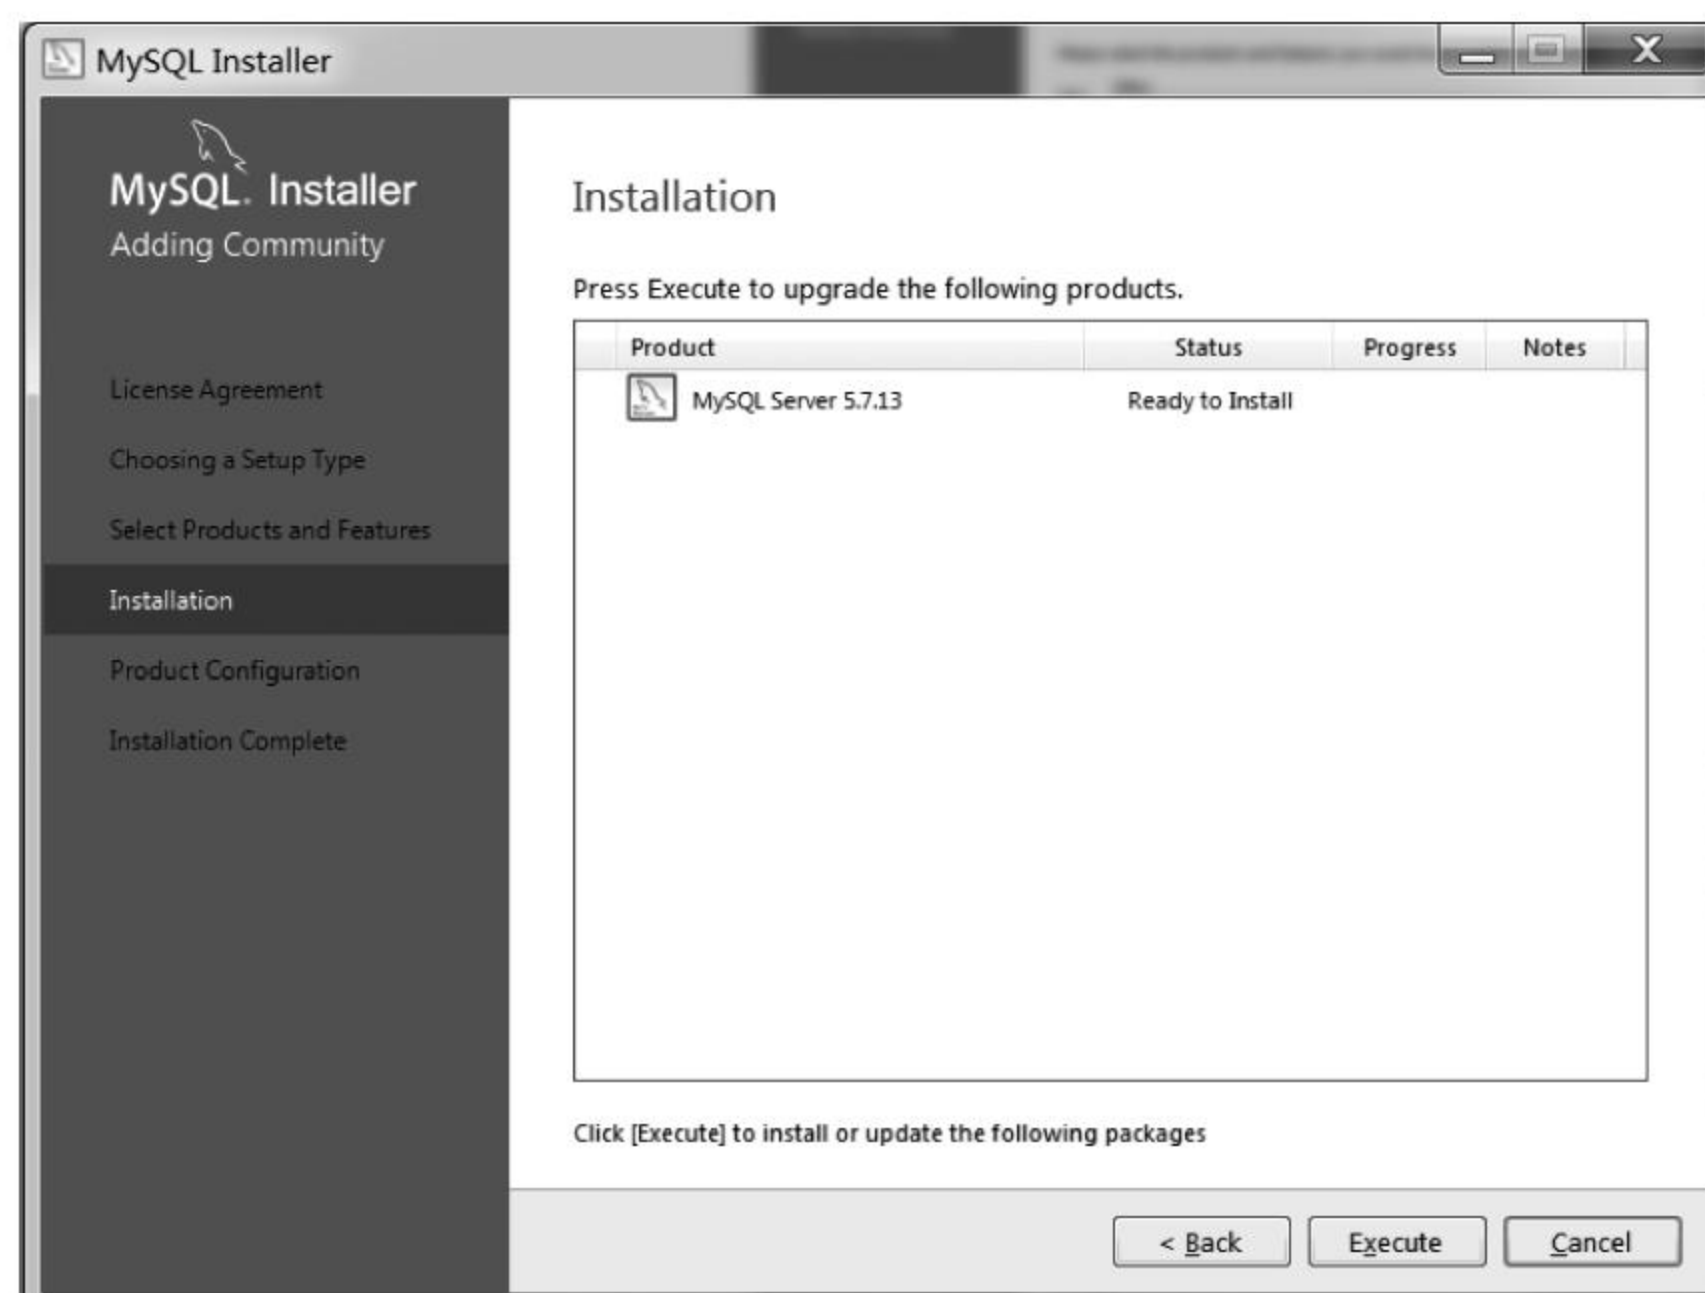 MySQL Installer
MySQL. Installer
Adding Community
License Agreement
Choosing a Setup Type
Select Products and Features
Installation
Product Configuration
Installation Complete
Installation
Press Execute to upgrade the following products.
Product Status Progress Notes
MySQL Server 5.7.13 Ready to Install
Click [Execute] to install or update the following packages
< Back Execute Cancel